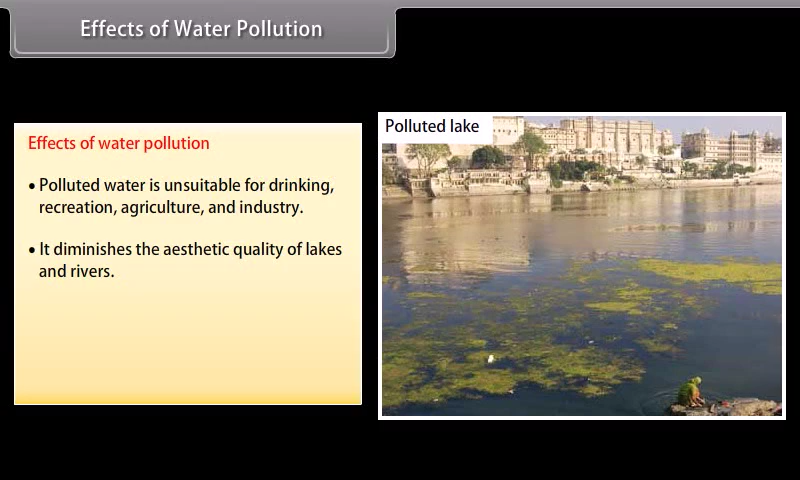 Effects of Water Pollution
Effects of water pollution
• Polluted water is unsuitable for drinking,
recreation, agriculture, and industry.
• It diminishes the aesthetic quality of lakes
and rivers.
Polluted lake